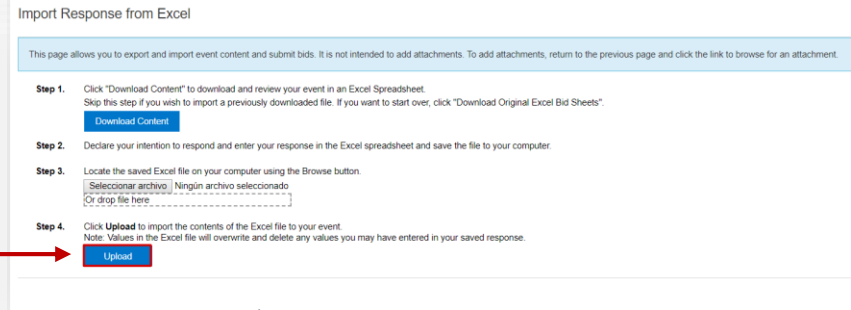 Import Response from Excel
This page allows you to export and import event content and submit bids. It is not intended to add attachments. To add attachments, return to the previous page and click the link to browse for an attachment.
Step 1. Click "Download Content" to download and review your event in an Excel Spreadsheet.
Skip this step if you wish to import a previously downloaded file. If you want to start over, click "Download Original Excel Bid Sheets".
Download Content
Step 2. Declare your intention to respond and enter your response in the Excel spreadsheet and save the file to your computer.
Step 3. Locate the saved Excel file on your computer using the Browse button.
Seleccionar archivo Ningún archivo seleccionado
Or drop file here
Step 4. Click Upload to import the contents of the Excel file to your event.
Note: Values in the Excel file will overwrite and delete any values you may have entered in your saved response.
Upload